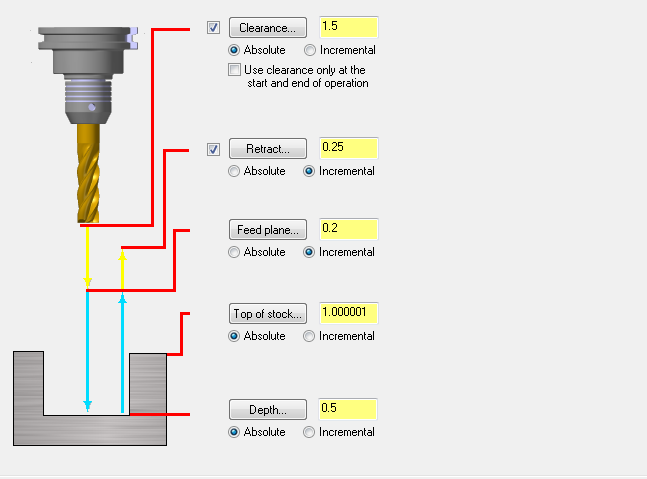 Clearance... 1.5
Absolute Incremental
Use clearance only at the
start and end of operation
Retract... 0.25
Absolute Incremental
Feed plane... 0.2
Absolute Incremental
Top of stock... 1.000001
Absolute Incremental
Depth... 0.5
Absolute Incremental